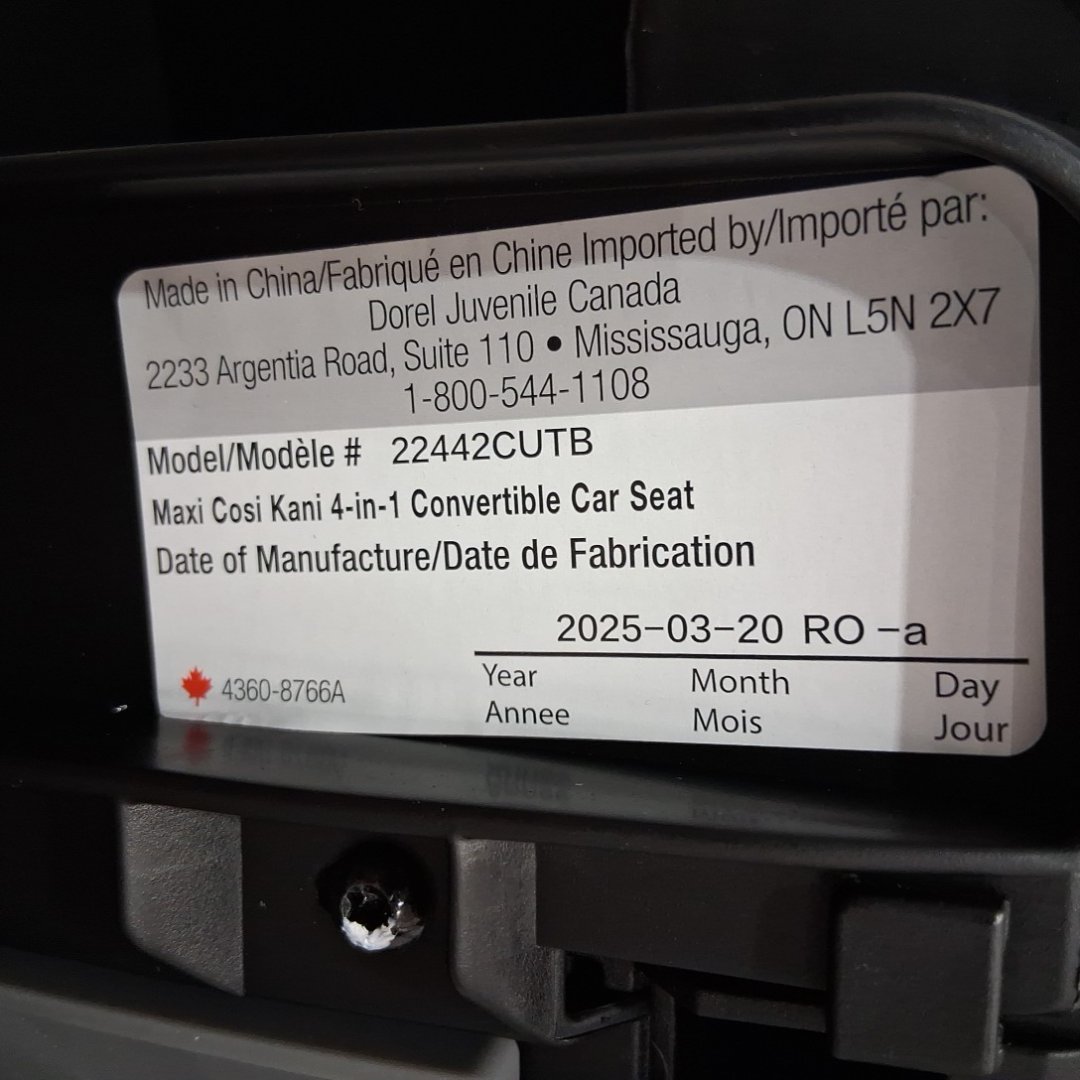 Made in China/Fabriqué en Chine Imported by/Importé par:
Dorel Juvenile Canada
2233 Argentia Road, Suite 110 • Mississauga, ON L5N 2X7
1-800-544-1108
Model/Modèle # 22442CUTB
Maxi Cosi Kani 4-in-1 Convertible Car Seat
Date of Manufacture/Date de Fabrication
2025-03-20 RO -a
Year Month Day
Annee Mois Jour
4360-8766A